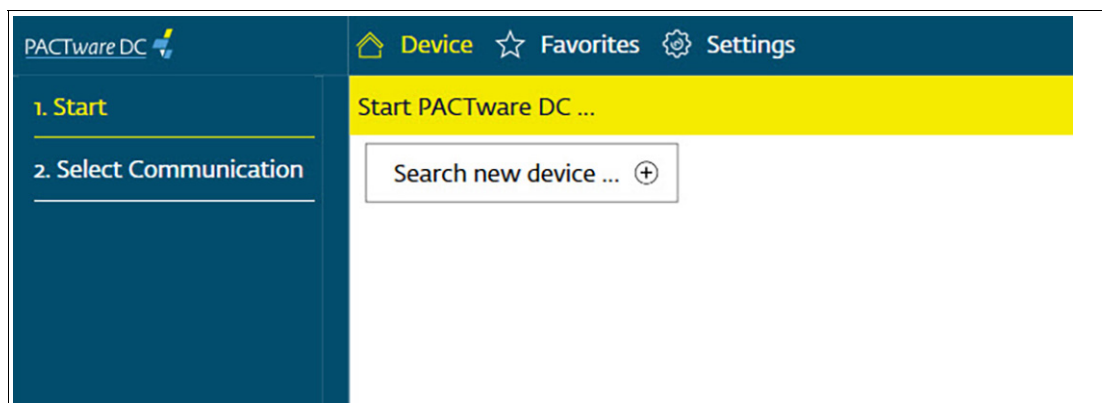 PACTware DC
Device Favorites Settings
1. Start
Start PACTware DC ...
2. Select Communication
Search new device ...